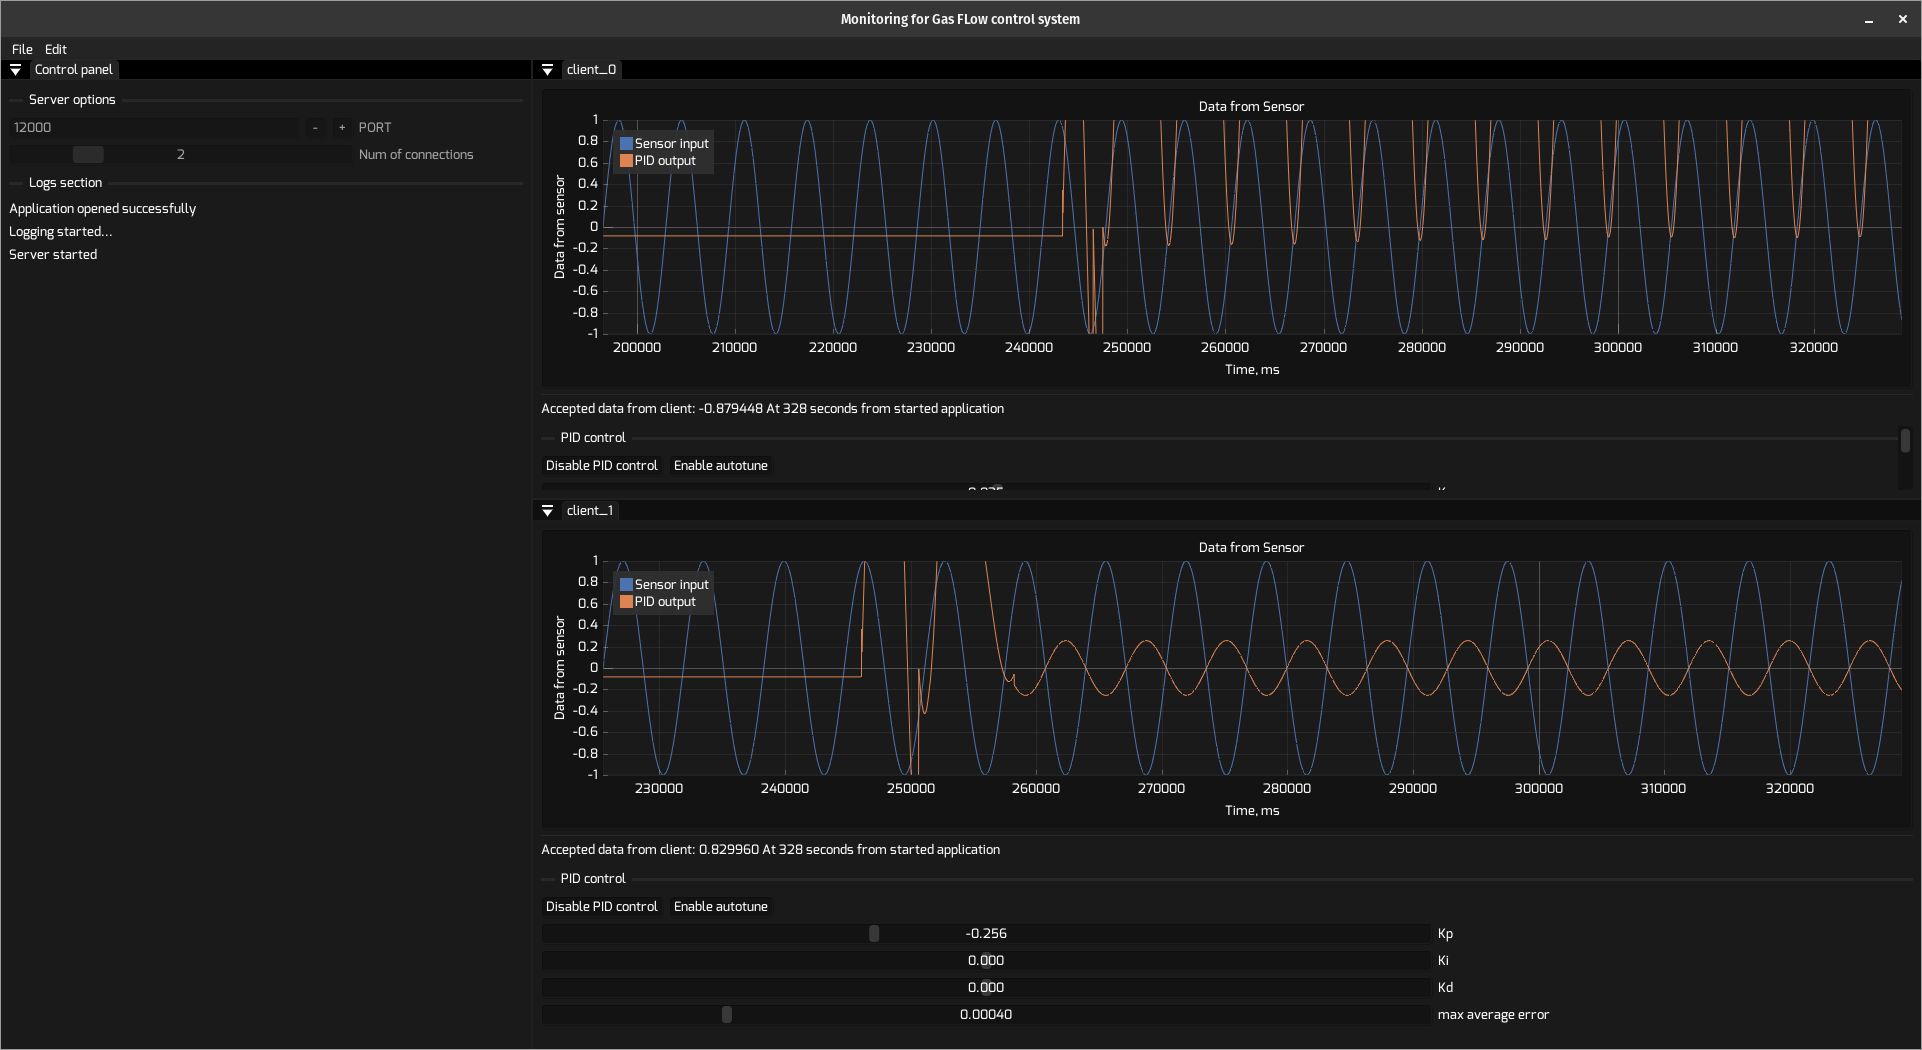 Monitoring for Gas FLow control system
File Edit
Control panel
Server options
12000 - + PORT
2 Num of connections
Logs section
Application opened successfully
Logging started...
Server started
client_0
Data from Sensor
Sensor input
PID output
Data from sensor
1
0.8
0.6
0.4
0.2
0
-0.2
-0.4
-0.6
-0.8
-1
200000 210000 220000 230000 240000 250000 260000 270000 280000 290000 300000 310000 320000
Time, ms
Accepted data from client: -0.879448 At 328 seconds from started application
PID control
Disable PID control Enable autotune
client_1
Data from Sensor
Sensor input
PID output
Data from sensor
1
0.8
0.6
0.4
0.2
0
-0.2
-0.4
-0.6
-0.8
-1
230000 240000 250000 260000 270000 280000 290000 300000 310000 320000
Time, ms
Accepted data from client: 0.829960 At 328 seconds from started application
PID control
Disable PID control Enable autotune
-0.256 Kp
0.000 Ki
0.000 Kd
0.00040 max average error